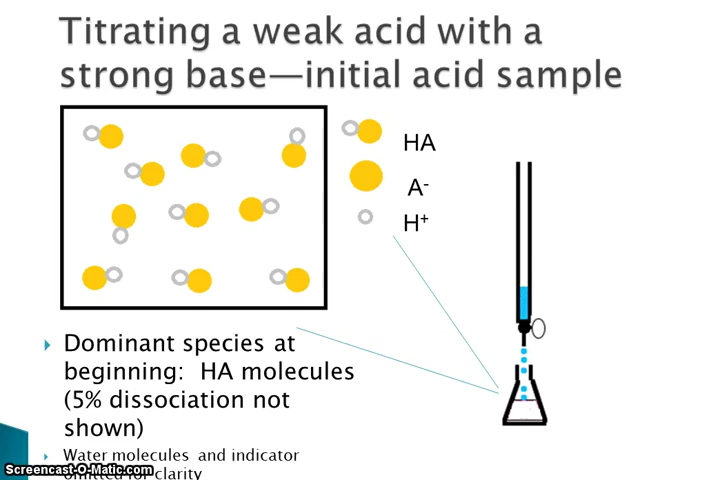 Titrating a weak acid with a
strong base—initial acid sample
HA
A-
H+
Dominant species at
beginning: HA molecules
(5% dissociation not
shown)
Water molecules and indicator
omitted for clarity
Screencast-O-Matic.com